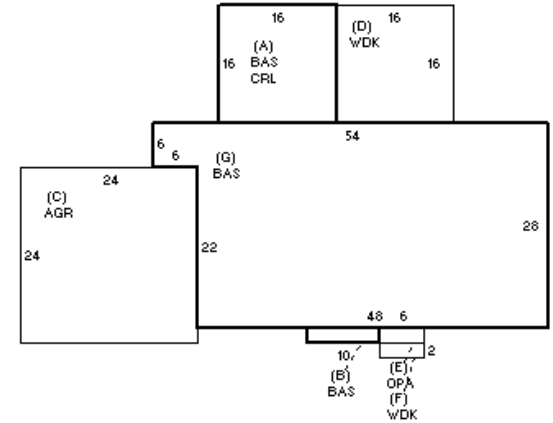 16
16
(A)
BAS
CRL
16
(D)
WDK
16
54
6
6
(G)
BAS
24
(C)
AGR
24
22
28
48
6
10
2
(B)
BAS
(E)
OPA
(F)
WDK